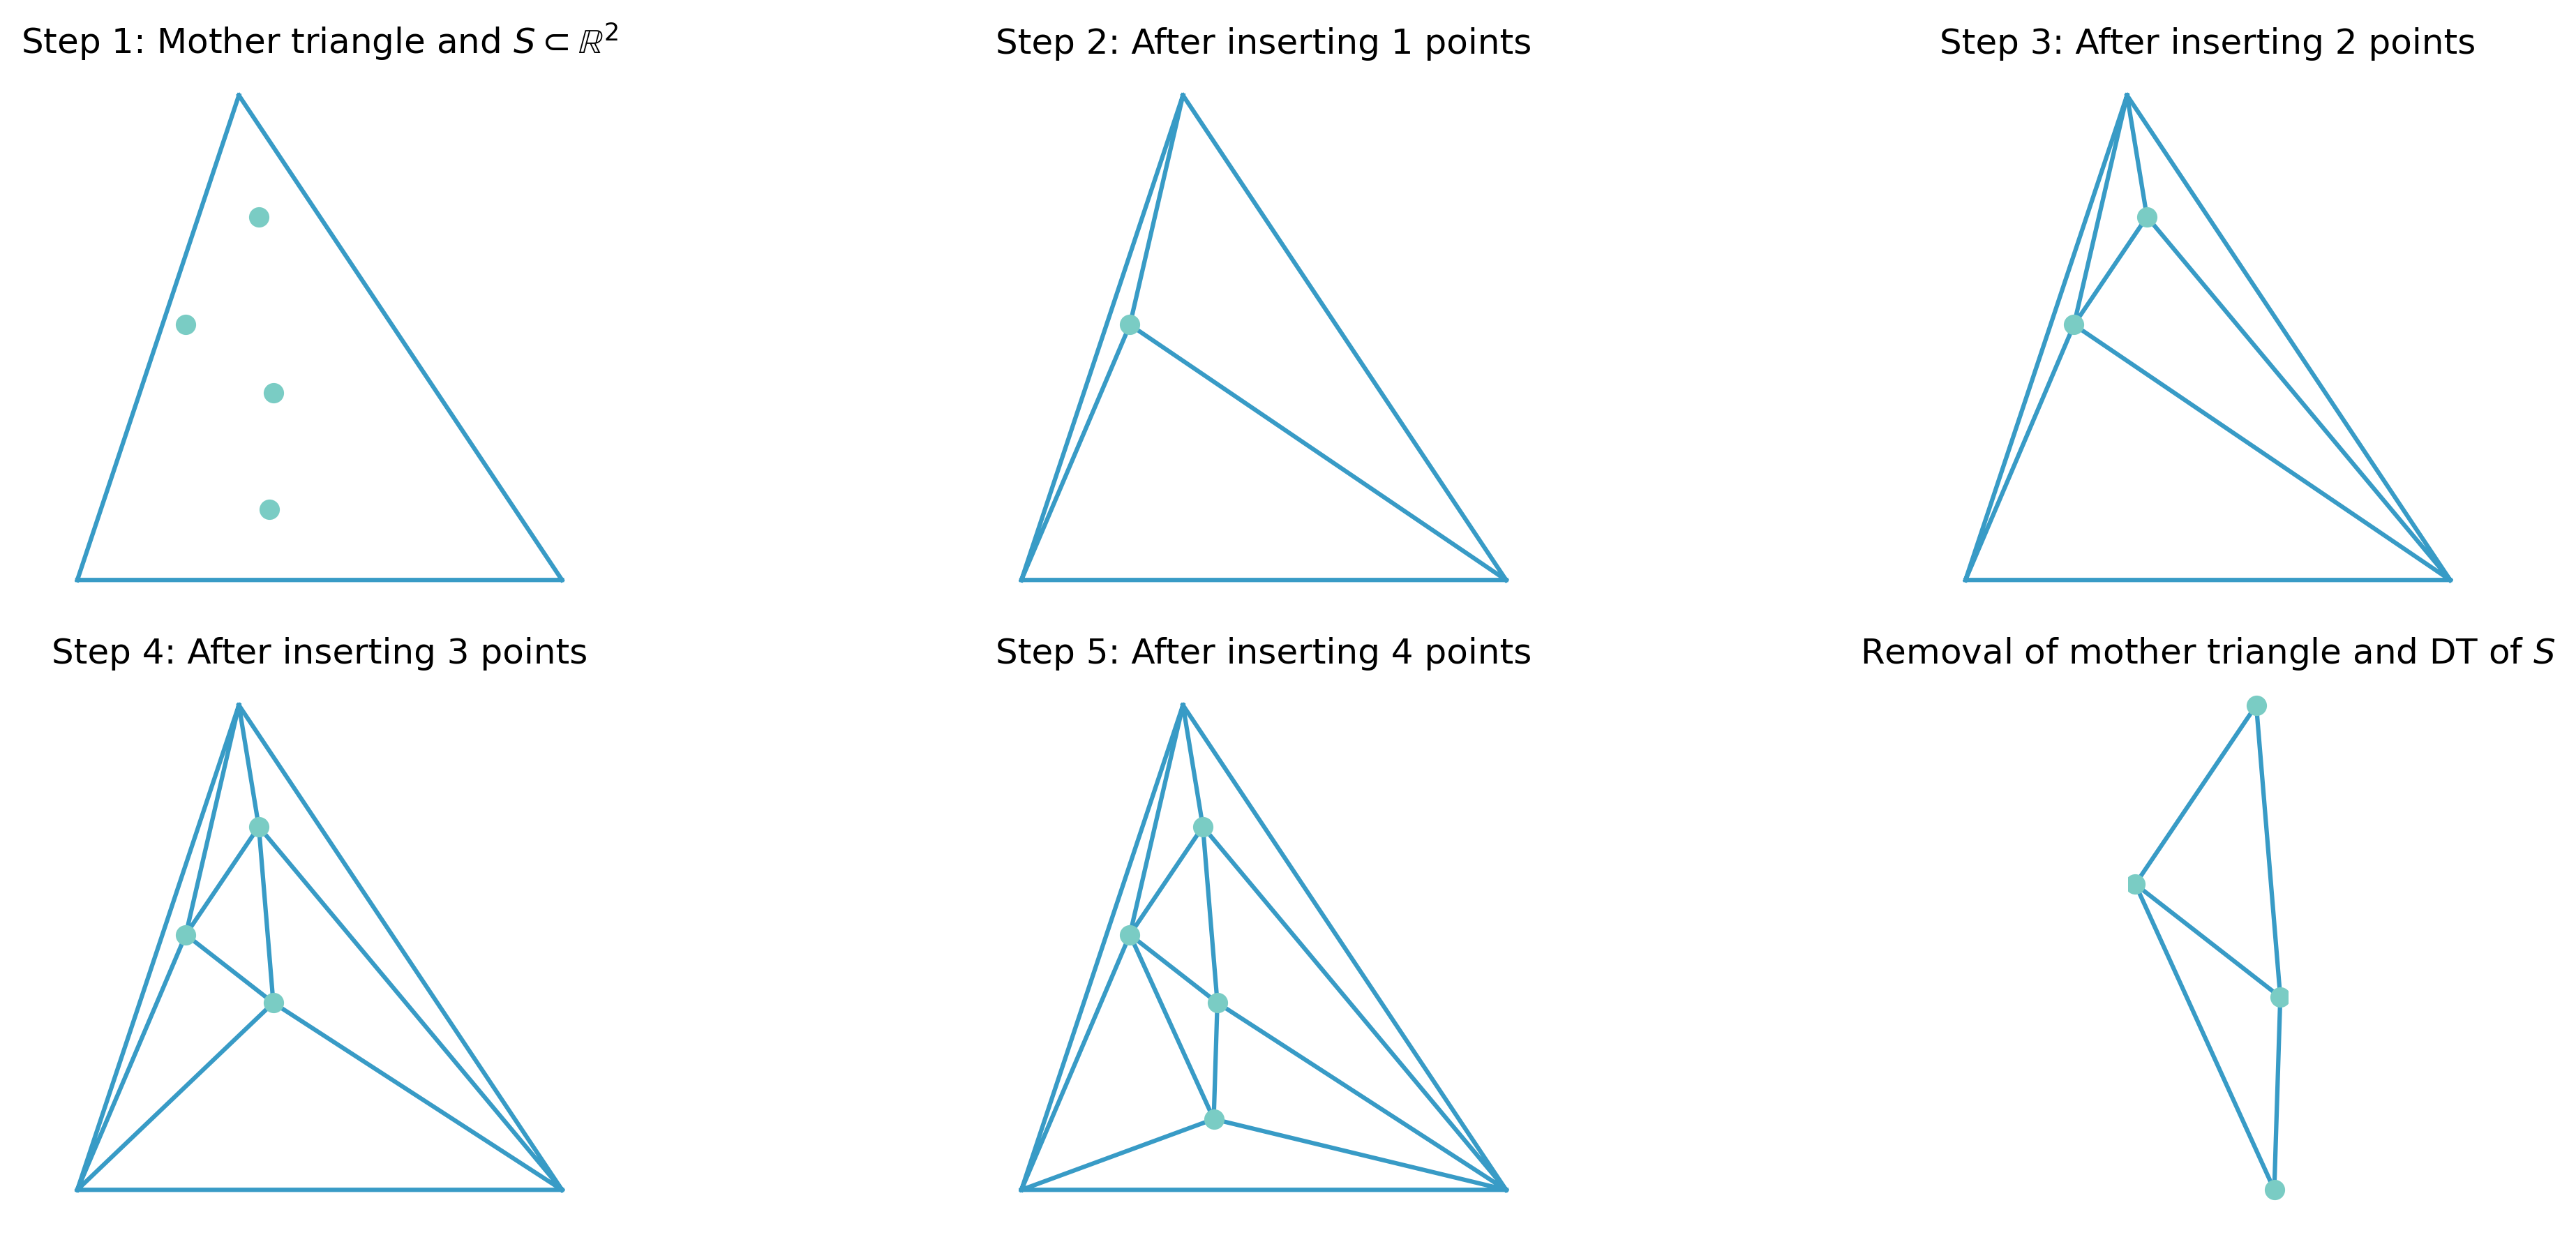 Step 1: Mother triangle and S ⊂ ℝ²
Step 2: After inserting 1 points
Step 3: After inserting 2 points
Step 4: After inserting 3 points
Step 5: After inserting 4 points
Removal of mother triangle and DT of S